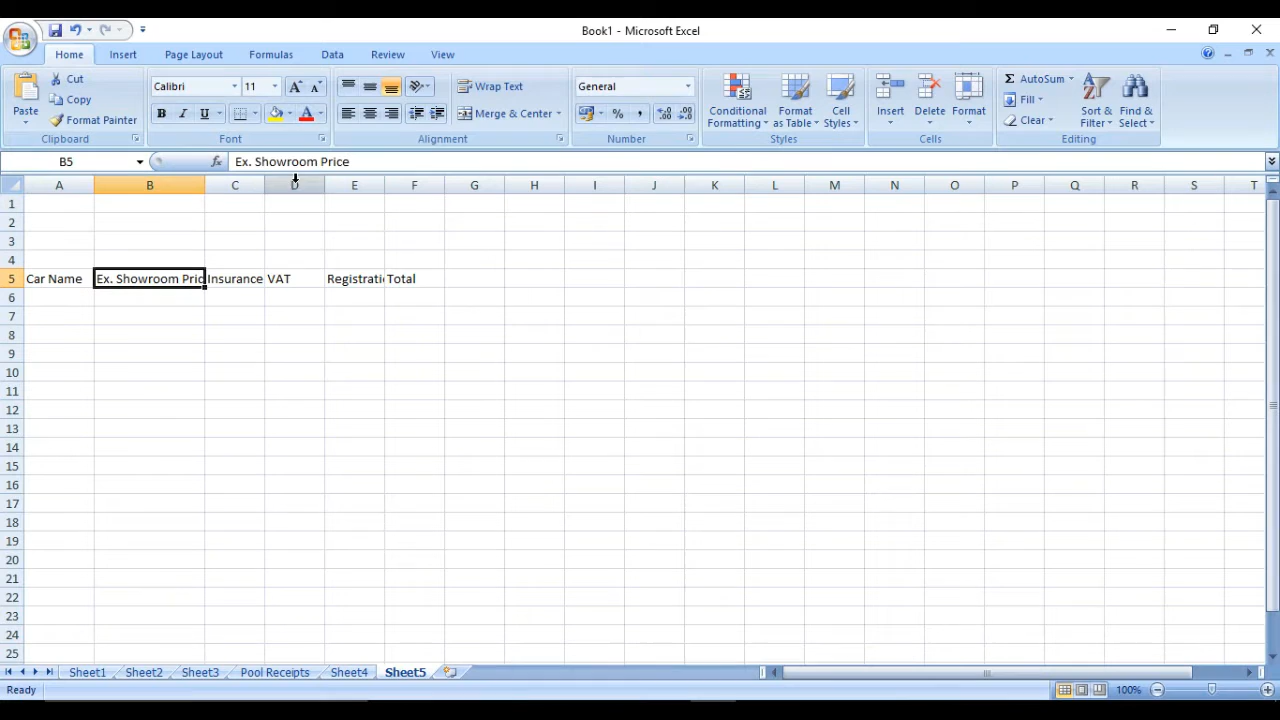 Book1 - Microsoft Excel
Home Insert Page Layout Formulas Data Review View
Paste
Cut
Copy
Format Painter
Clipboard
Calibri 11
B I U
Font
Wrap Text
Merge & Center
Alignment
General
% ,
Number
Conditional Formatting
Format as Table
Cell Styles
Styles
Insert
Delete
Format
Cells
Σ AutoSum
Fill
Clear
Sort & Filter
Find & Select
Editing
B5 fx Ex. Showroom Price
A B C D E F G H I J K L M N O P Q R S T
1
2
3
4
5 Car Name Ex. Showroom Pric Insurance VAT Registrati Total
6
7
8
9
10
11
12
13
14
15
16
17
18
19
20
21
22
23
24
25
Sheet1 Sheet2 Sheet3 Pool Receipts Sheet4 Sheet5
Ready 100%